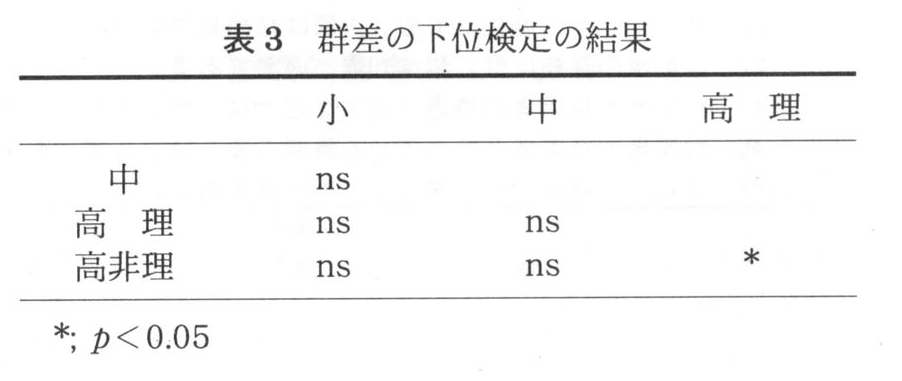 表3 群差の下位検定の結果
小 中 高 理
中 ns
高 理 ns ns
高非理 ns ns *
*; p<0.05